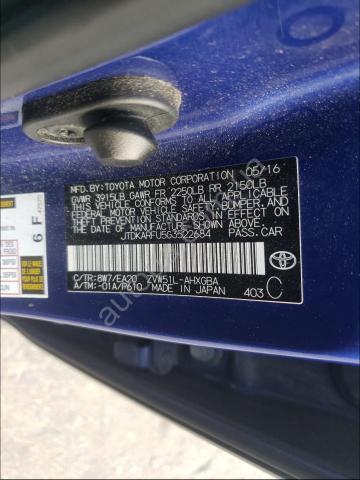 MFD. BY: TOYOTA MOTOR CORPORATION 05/16
GVWR 3915LB GAWR FR 2250LB RR 2150LB
THIS VEHICLE CONFORMS TO ALL APPLICABLE
FEDERAL MOTOR VEHICLE SAFETY, BUMPER, AND
THEFT PREVENTION STANDARDS IN EFFECT ON
THE DATE OF MANUFACTURE SHOWN ABOVE.
JTDKARFU5G3522684 PASS.CAR
C/TR: 8W7/EA20 ZVW51L-AHXGBA
A/TM: -01A/P610 MADE IN JAPAN 403 C
6 F